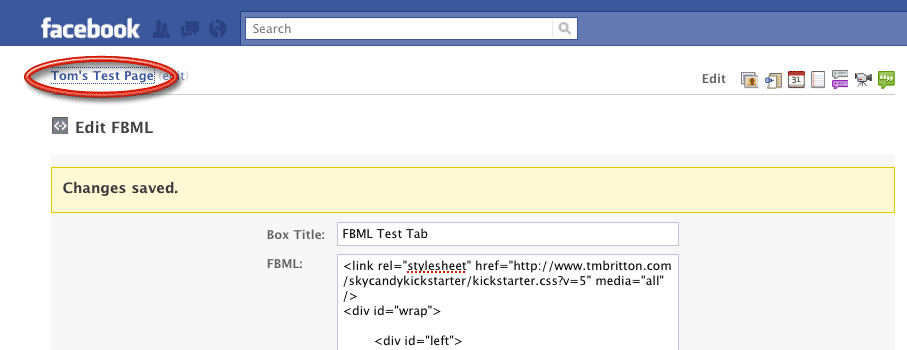 facebook
Search
Tom's Test Page (edit)
Edit
31
Edit FBML
Changes saved.
Box Title: FBML Test Tab
FBML: <link rel="stylesheet" href="http://www.tmbritton.com
/skycandykickstarter/kickstarter.css?v=5" media="all"
/>
<div id="wrap">
<div id="left">